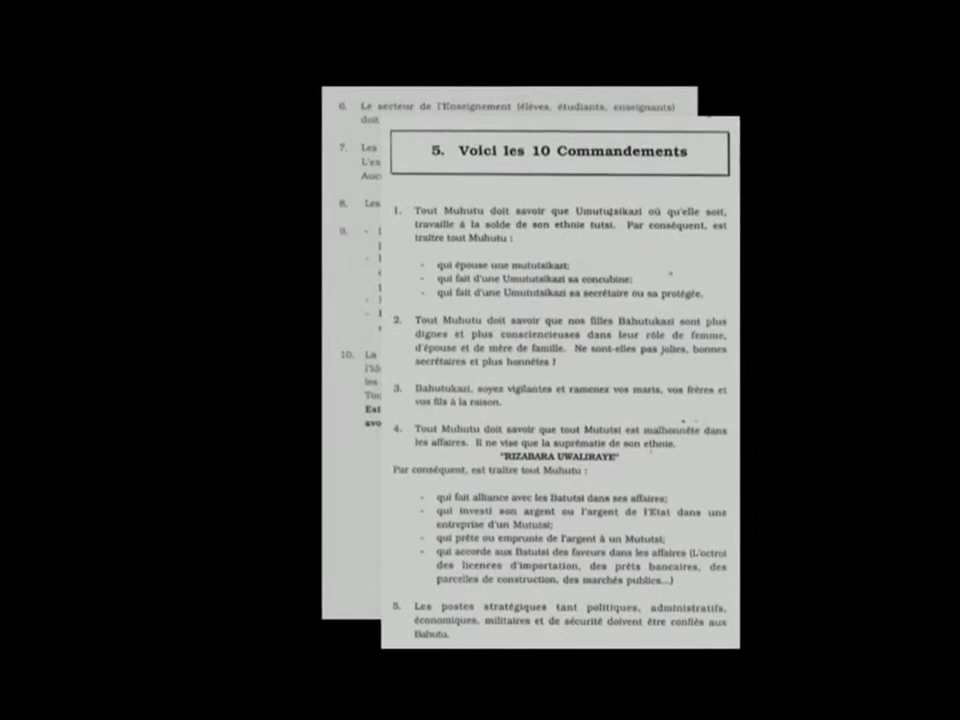 6. Le secteur de l'Enseignement (élèves, étudiants, enseignants)
doit
7. Les
L'es
Auc
8. Les
9. -
-
-
-
10. La
l'Id
les
Tou
Est
avo
5. Voici les 10 Commandements
1. Tout Muhutu doit savoir que Umututsikazi où qu'elle soit,
travaille à la solde de son ethnie tutsi. Par conséquent, est
traître tout Muhutu :
- qui épouse une mututsikazi;
- qui fait d'une Umututsikazi sa concubine;
- qui fait d'une Umututsikazi sa secrétaire ou sa protégée.
2. Tout Muhutu doit savoir que nos filles Bahutukazi sont plus
dignes et plus consciencieuses dans leur rôle de femme,
d'épouse et de mère de famille. Ne sont-elles pas jolies, bonnes
secrétaires et plus honnêtes !
3. Bahutukazi, soyez vigilantes et ramenez vos maris, vos frères et
vos fils à la raison.
4. Tout Muhutu doit savoir que tout Mututsi est malhonnête dans
les affaires. Il ne vise que la suprématie de son ethnie.
"RIZABARA UWALIRAYE"
Par conséquent, est traître tout Muhutu :
- qui fait alliance avec les Batutsi dans ses affaires;
- qui investi son argent ou l'argent de l'Etat dans une
entreprise d'un Mututsi;
- qui prête ou emprunte de l'argent à un Mututsi;
- qui accorde aux Batutsi des faveurs dans les affaires (L'octroi
des licences d'importation, des prêts bancaires, des
parcelles de construction, des marchés publics...)
5. Les postes stratégiques tant politiques, administratifs,
économiques, militaires et de sécurité doivent être confiés aux
Bahutu.